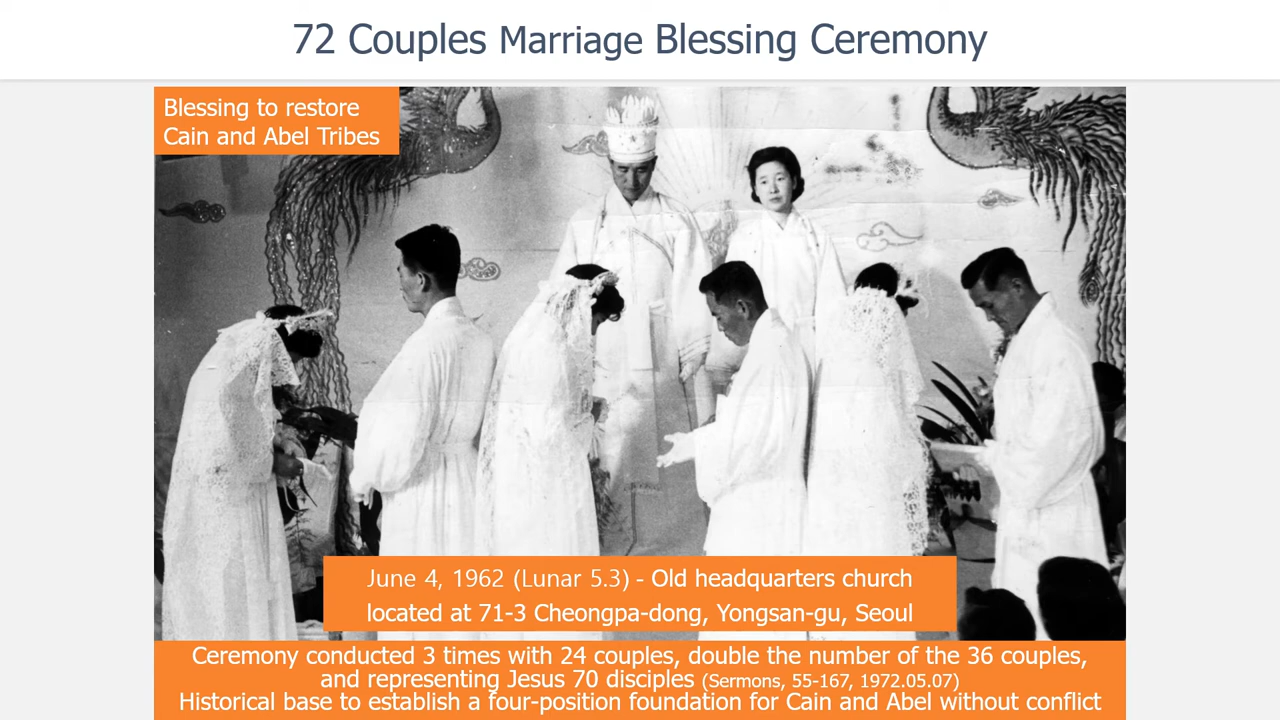 72 Couples Marriage Blessing Ceremony
Blessing to restore
Cain and Abel Tribes
June 4, 1962 (Lunar 5.3) - Old headquarters church
located at 71-3 Cheongpa-dong, Yongsan-gu, Seoul
Ceremony conducted 3 times with 24 couples, double the number of the 36 couples,
and representing Jesus 70 disciples (Sermons, 55-167, 1972.05.07)
Historical base to establish a four-position foundation for Cain and Abel without conflict